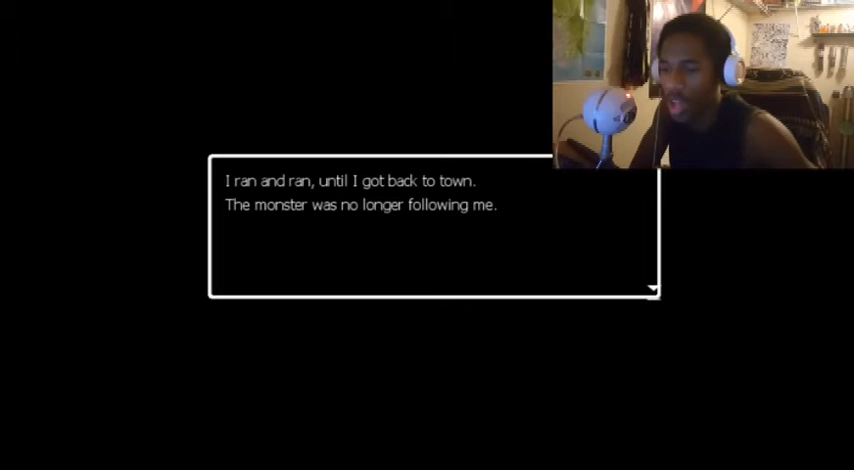 I ran and ran, until I got back to town.
The monster was no longer following me.